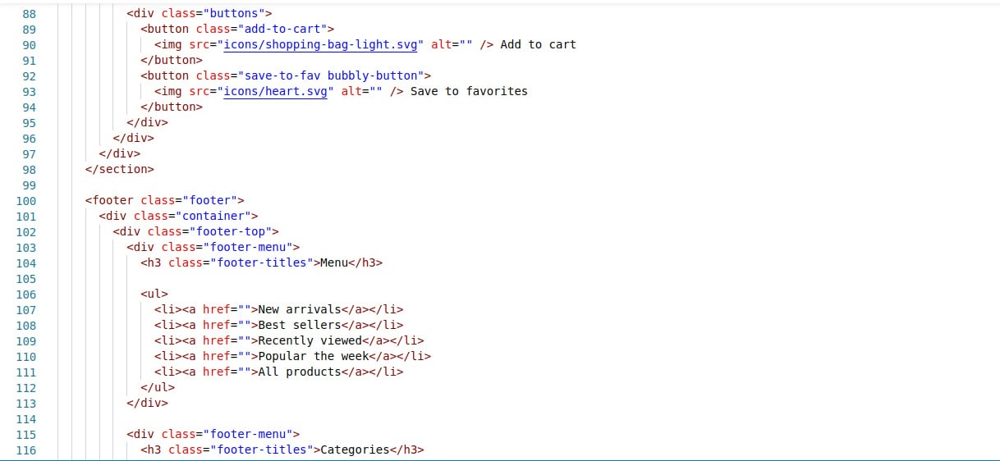 88 <div class="buttons">
89 <button class="add-to-cart">
90 <img src="icons/shopping-bag-light.svg" alt="" /> Add to cart
91 </button>
92 <button class="save-to-fav bubbly-button">
93 <img src="icons/heart.svg" alt="" /> Save to favorites
94 </button>
95 </div>
96 </div>
97 </div>
98 </section>
99
100 <footer class="footer">
101 <div class="container">
102 <div class="footer-top">
103 <div class="footer-menu">
104 <h3 class="footer-titles">Menu</h3>
105
106 <ul>
107 <li><a href="">New arrivals</a></li>
108 <li><a href="">Best sellers</a></li>
109 <li><a href="">Recently viewed</a></li>
110 <li><a href="">Popular the week</a></li>
111 <li><a href="">All products</a></li>
112 </ul>
113 </div>
114
115 <div class="footer-menu">
116 <h3 class="footer-titles">Categories</h3>